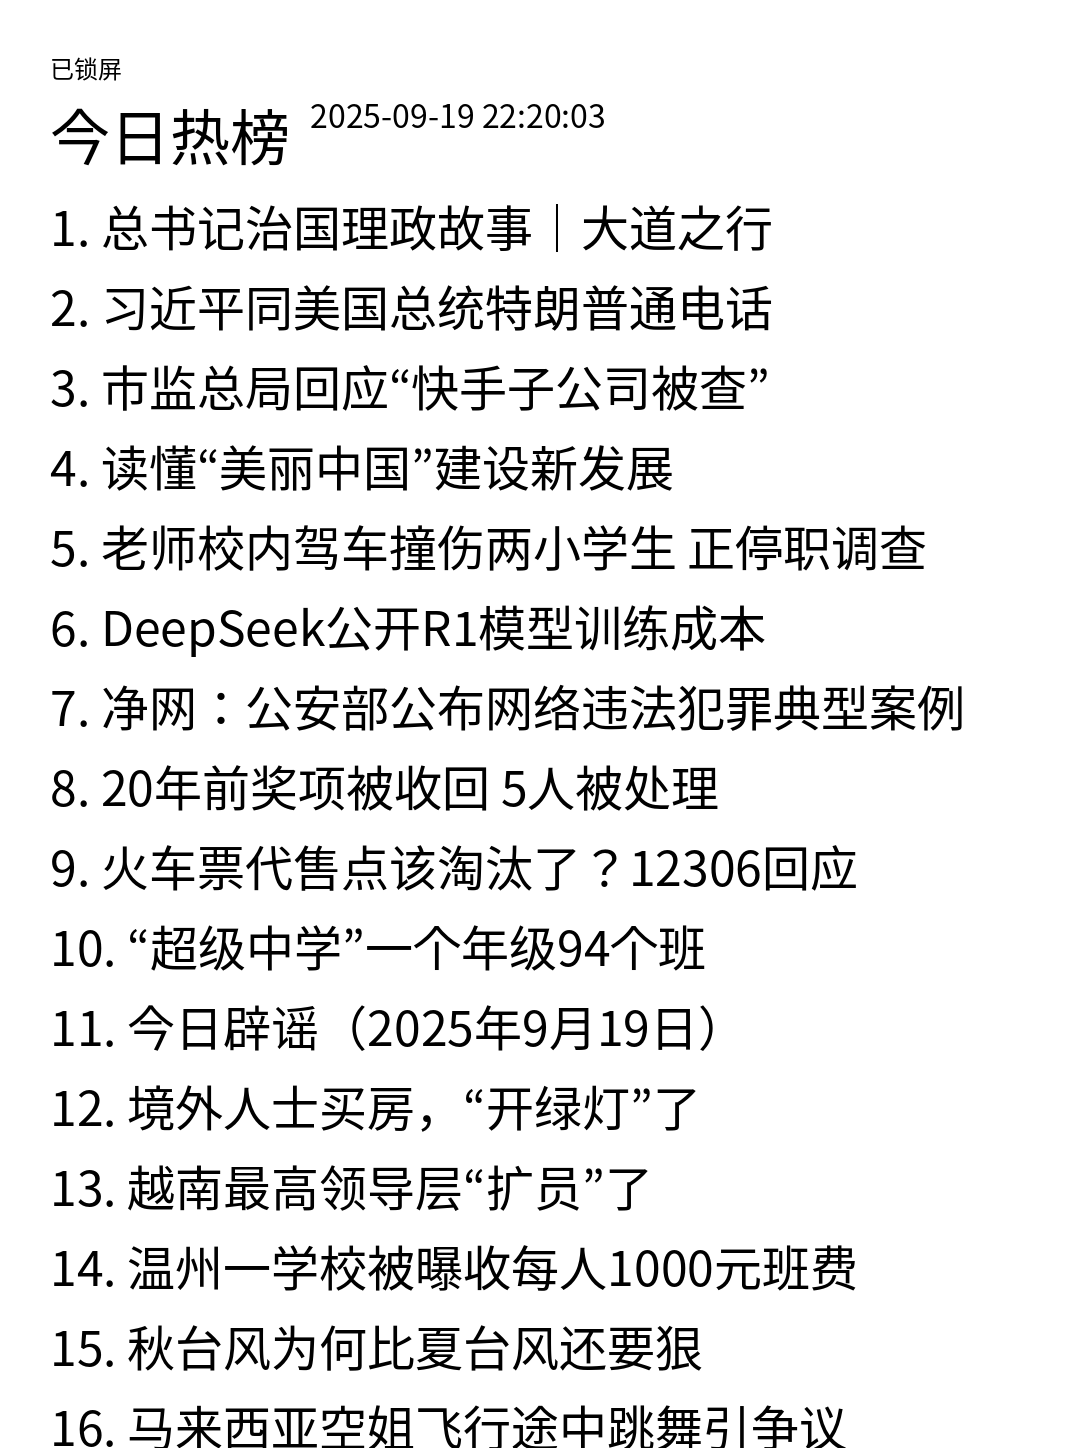 已锁屏
今日热榜 2025-09-19 22:20:03
1. 总书记治国理政故事｜大道之行
2. 习近平同美国总统特朗普通电话
3. 市监总局回应“快手子公司被查”
4. 读懂“美丽中国”建设新发展
5. 老师校内驾车撞伤两小学生 正停职调查
6. DeepSeek公开R1模型训练成本
7. 净网：公安部公布网络违法犯罪典型案例
8. 20年前奖项被收回 5人被处理
9. 火车票代售点该淘汰了？12306回应
10. “超级中学”一个年级94个班
11. 今日辟谣（2025年9月19日）
12. 境外人士买房，“开绿灯”了
13. 越南最高领导层“扩员”了
14. 温州一学校被曝收每人1000元班费
15. 秋台风为何比夏台风还要狠
16. 马来西亚空姐飞行途中跳舞引争议